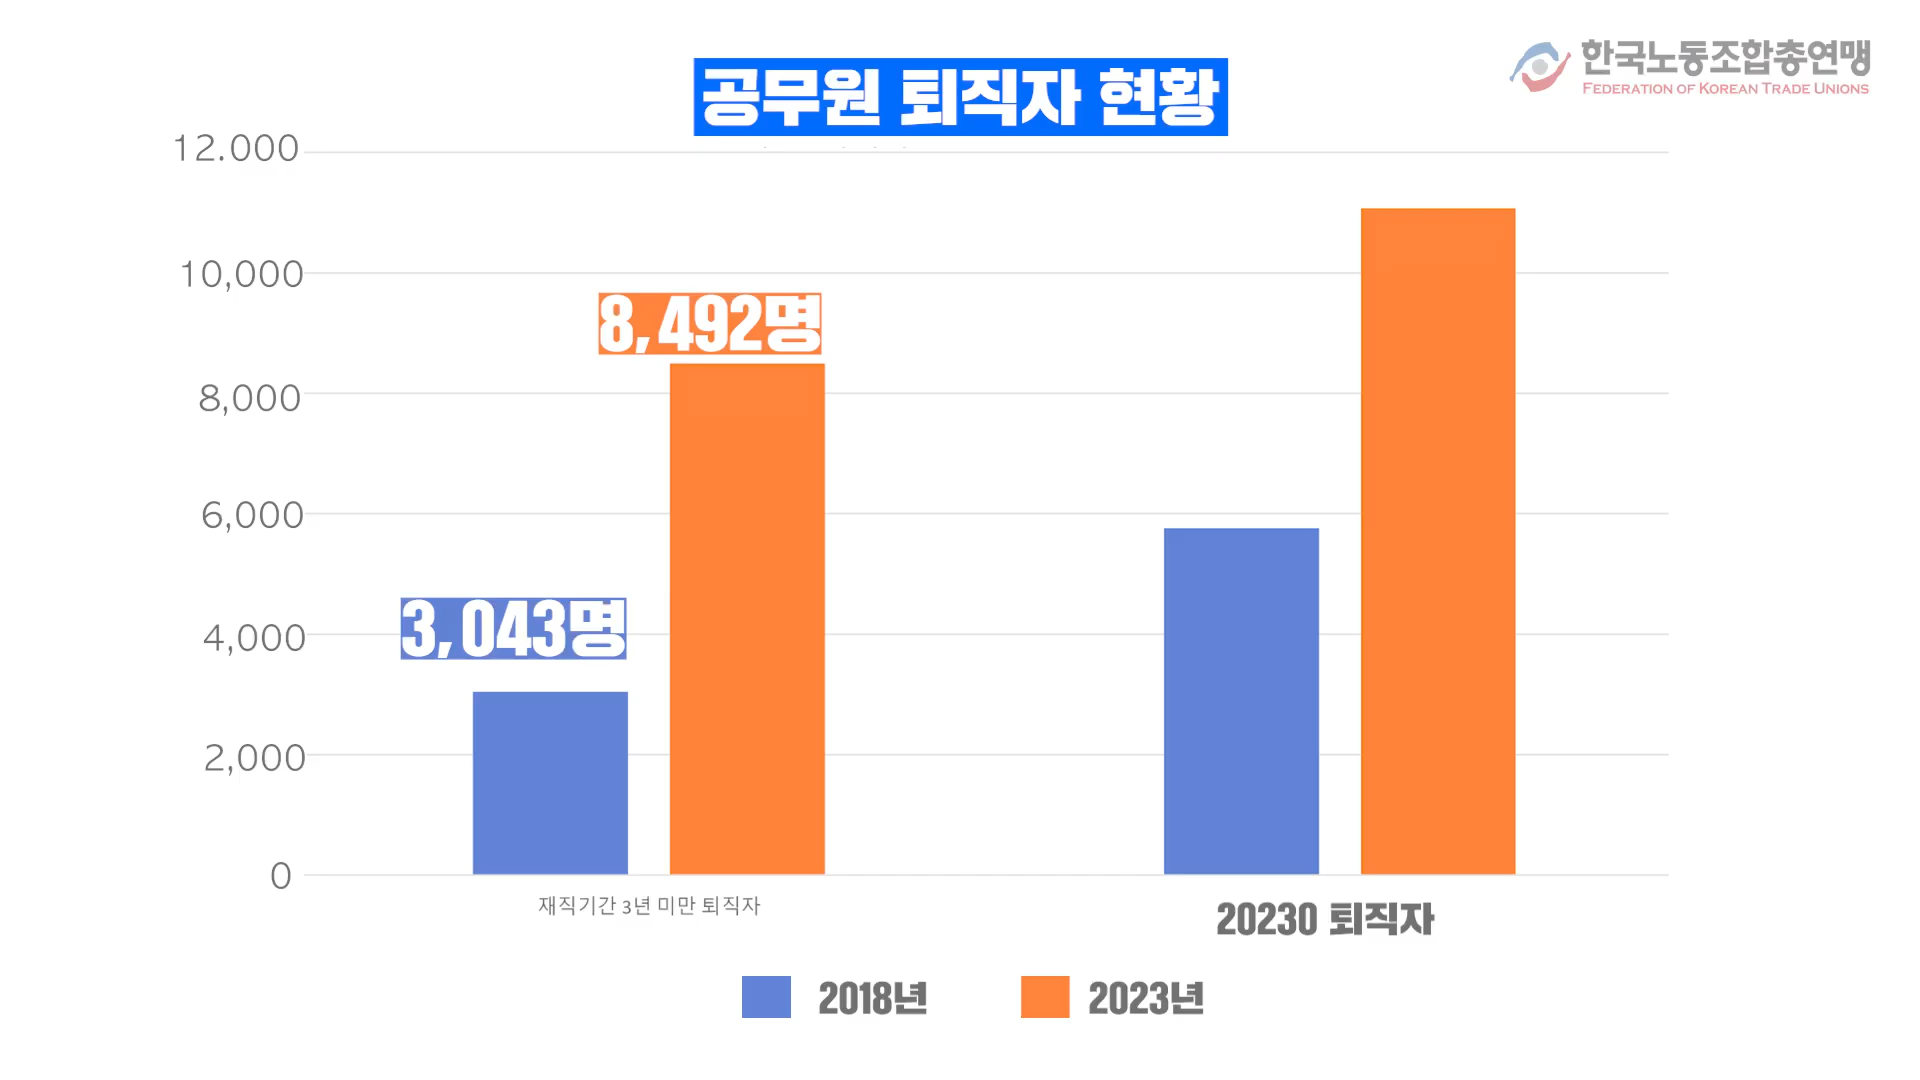 한국노동조합총연맹
FEDERATION OF KOREAN TRADE UNIONS
공무원 퇴직자 현황
12.000
10,000
8,000
6,000
4,000
2,000
0
8,492명
3,043명
재직기간 3년 미만 퇴직자
20230 퇴직자
2018년
2023년